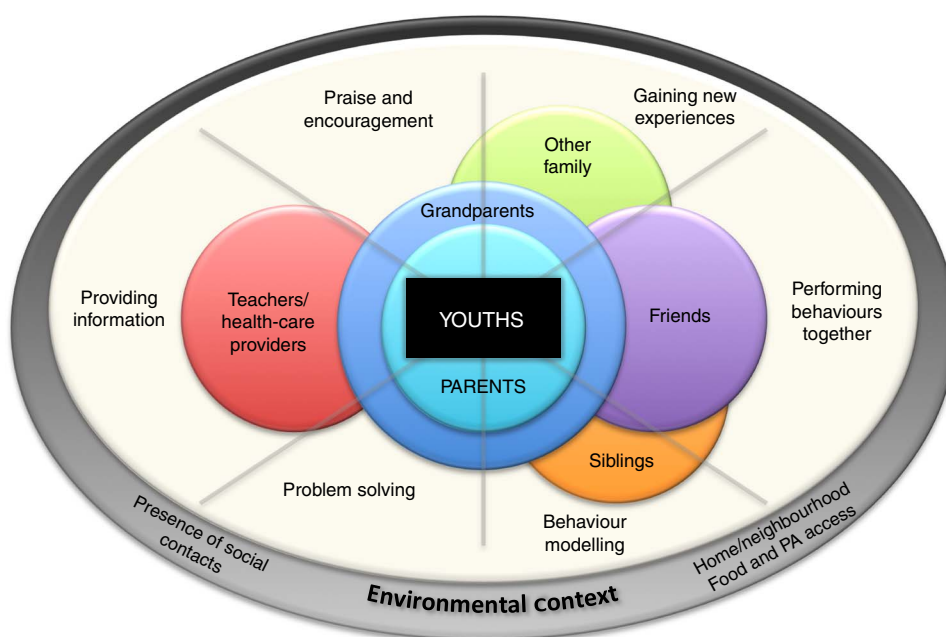 Praise and
encouragement
Gaining new
experiences
Other
family
Grandparents
Providing
information
Teachers/
health-care
providers
YOUTHS
PARENTS
Friends
Performing
behaviours
together
Problem solving
Siblings
Behaviour
modelling
Presence of social
contacts
Environmental context
Home/neighbourhood
Food and PA access